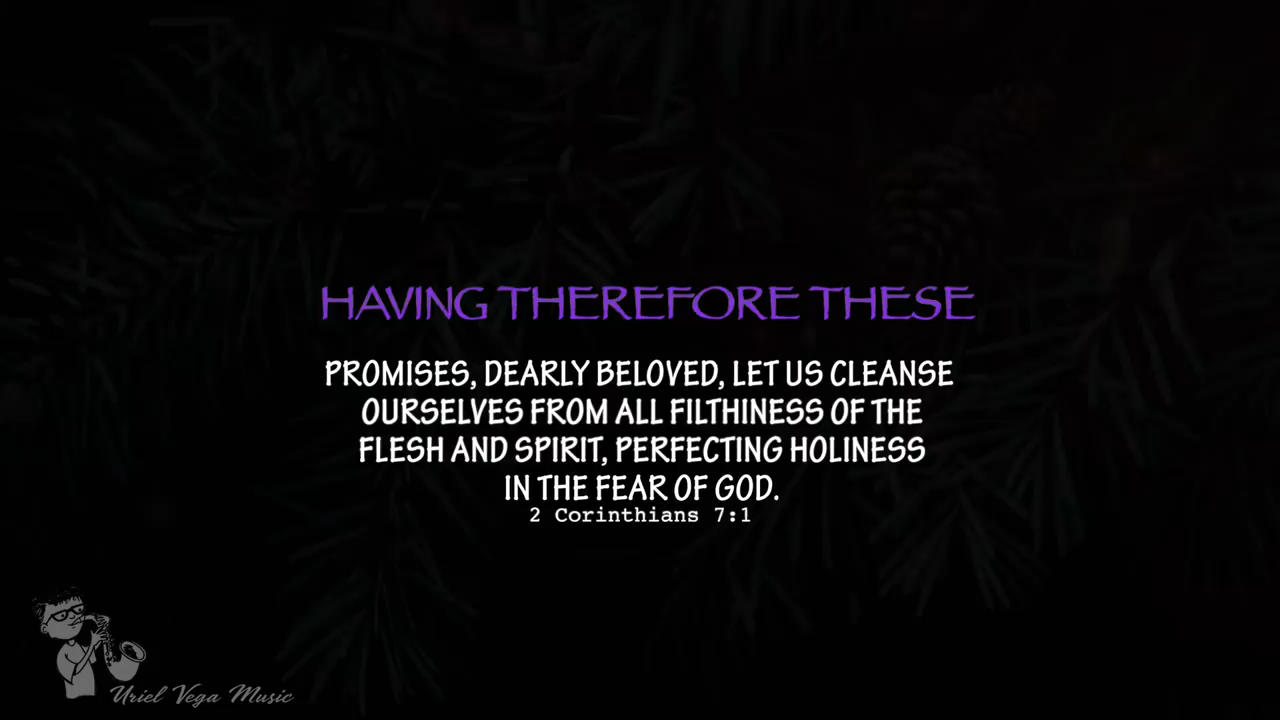 HAVING THEREFORE THESE
PROMISES, DEARLY BELOVED, LET US CLEANSE
OURSELVES FROM ALL FILTHINESS OF THE
FLESH AND SPIRIT, PERFECTING HOLINESS
IN THE FEAR OF GOD.
2 Corinthians 7:1
Uriel Vega Music